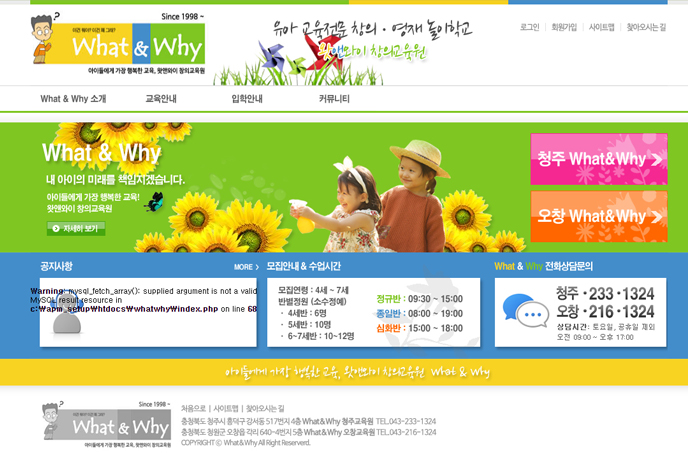 Since 1998 ~
이건 뭐야? 이건 왜 그래?
What & Why
아이들에게 가장 행복한 교육, 왓앤와이 창의교육원
유아 교육전문 창의 · 영재 놀이학교
왓앤와이 창의교육원
로그인 | 회원가입 | 사이트맵 | 찾아오시는 길
What & Why 소개 교육안내 입학안내 커뮤니티
What & Why
내 아이의 미래를 책임지겠습니다.
아이들에게 가장 행복한 교육!
왓앤와이 창의교육원
자세히 보기
청주 What&Why
오창 What&Why
공지사항 MORE
Warning: mysql_fetch_array(): supplied argument is not a valid
MySQL result resource in
c:₩apm_setup₩htdocs₩whatwhy₩index.php on line 68
모집안내 & 수업시간
모집연령 : 4세 ~ 7세
반별정원 (소수정예)
· 4세반 : 6명
· 5세반 : 10명
· 6~7세반 : 10~12명
정규반 : 09:30 ~ 15:00
종일반 : 08:00 ~ 19:00
심화반 : 15:00 ~ 18:00
What & Why 전화상담문의
청주 · 233 · 1324
오창 · 216 · 1324
상담시간 : 토요일, 공휴일 제외
오전 09:00 ~ 오후 17:00
아이들에게 가장 행복한 교육, 왓앤와이 창의교육원 What & Why
Since 1998 ~
이건 뭐야? 이건 왜 그래?
What & Why
아이들에게 가장 행복한 교육, 왓앤와이 창의교육원
처음으로 | 사이트맵 | 찾아오시는 길
충청북도 청주시 흥덕구 강서동 517번지 4층 What&Why 청주교육원 TEL.043-233-1324
충청북도 청원군 오창읍 각리 640-4번지 5층 What&Why 오창교육원 TEL.043-216-1324
COPYRIGHT ⓒ What&Why All Right Reserverd.